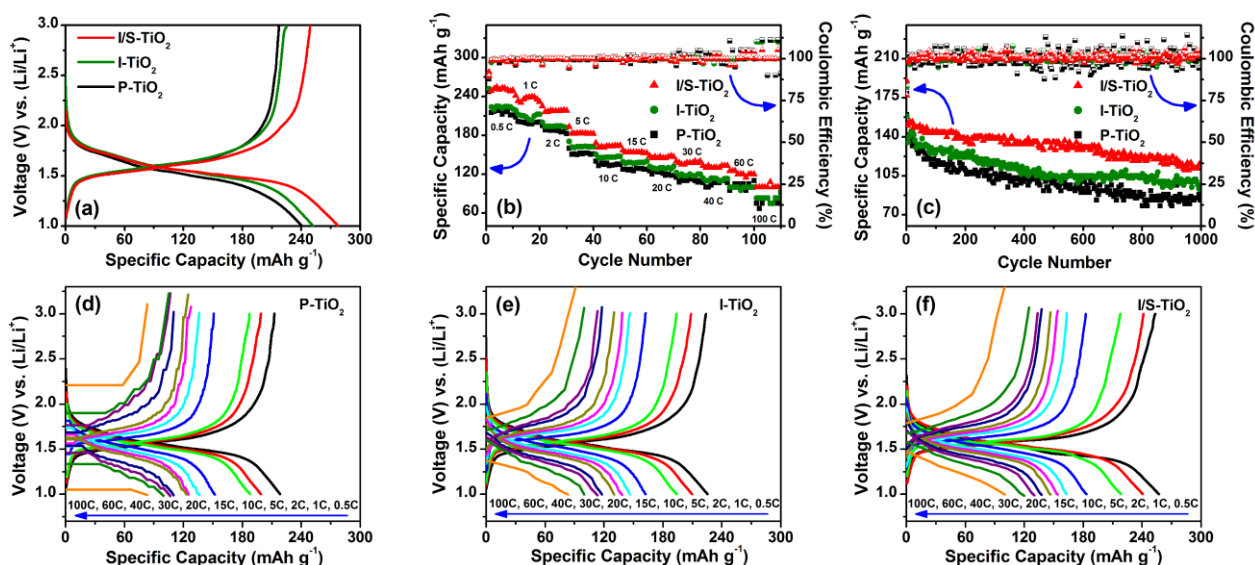 3.0
2.5
2.0
1.5
1.0
Voltage (V) vs. (Li/Li⁺)
I/S-TiO₂
I-TiO₂
P-TiO₂
(a)
0 60 120 180 240 300
Specific Capacity (mAh g⁻¹)
300
240
180
120
60
Specific Capacity (mAh g⁻¹)
1 C
0.5 C
2 C
5 C
10 C
15 C
20 C
30 C
40 C
60 C
100 C
I/S-TiO₂
I-TiO₂
P-TiO₂
(b)
0 20 40 60 80 100
Cycle Number
120
100
80
60
40
20
0
Coulombic Efficiency (%)
210
175
140
105
70
Specific Capacity (mAh g⁻¹)
I/S-TiO₂
I-TiO₂
P-TiO₂
(c)
0 200 400 600 800 1000
Cycle Number
120
100
80
60
40
20
0
Coulombic Efficiency (%)
3.0
2.5
2.0
1.5
1.0
Voltage (V) vs. (Li/Li⁺)
(d)
P-TiO₂
100C, 60C, 40C, 30C, 20C, 15C, 10C, 5C, 2C, 1C, 0.5C
0 60 120 180 240 300
Specific Capacity (mAh g⁻¹)
3.0
2.5
2.0
1.5
1.0
Voltage (V) vs. (Li/Li⁺)
(e)
I-TiO₂
100C, 60C, 40C, 30C, 20C, 15C, 10C, 5C, 2C, 1C, 0.5C
0 60 120 180 240 300
Specific Capacity (mAh g⁻¹)
3.0
2.5
2.0
1.5
1.0
Voltage (V) vs. (Li/Li⁺)
(f)
I/S-TiO₂
100C, 60C, 40C, 30C, 20C, 15C, 10C, 5C, 2C, 1C, 0.5C
0 60 120 180 240 300
Specific Capacity (mAh g⁻¹)